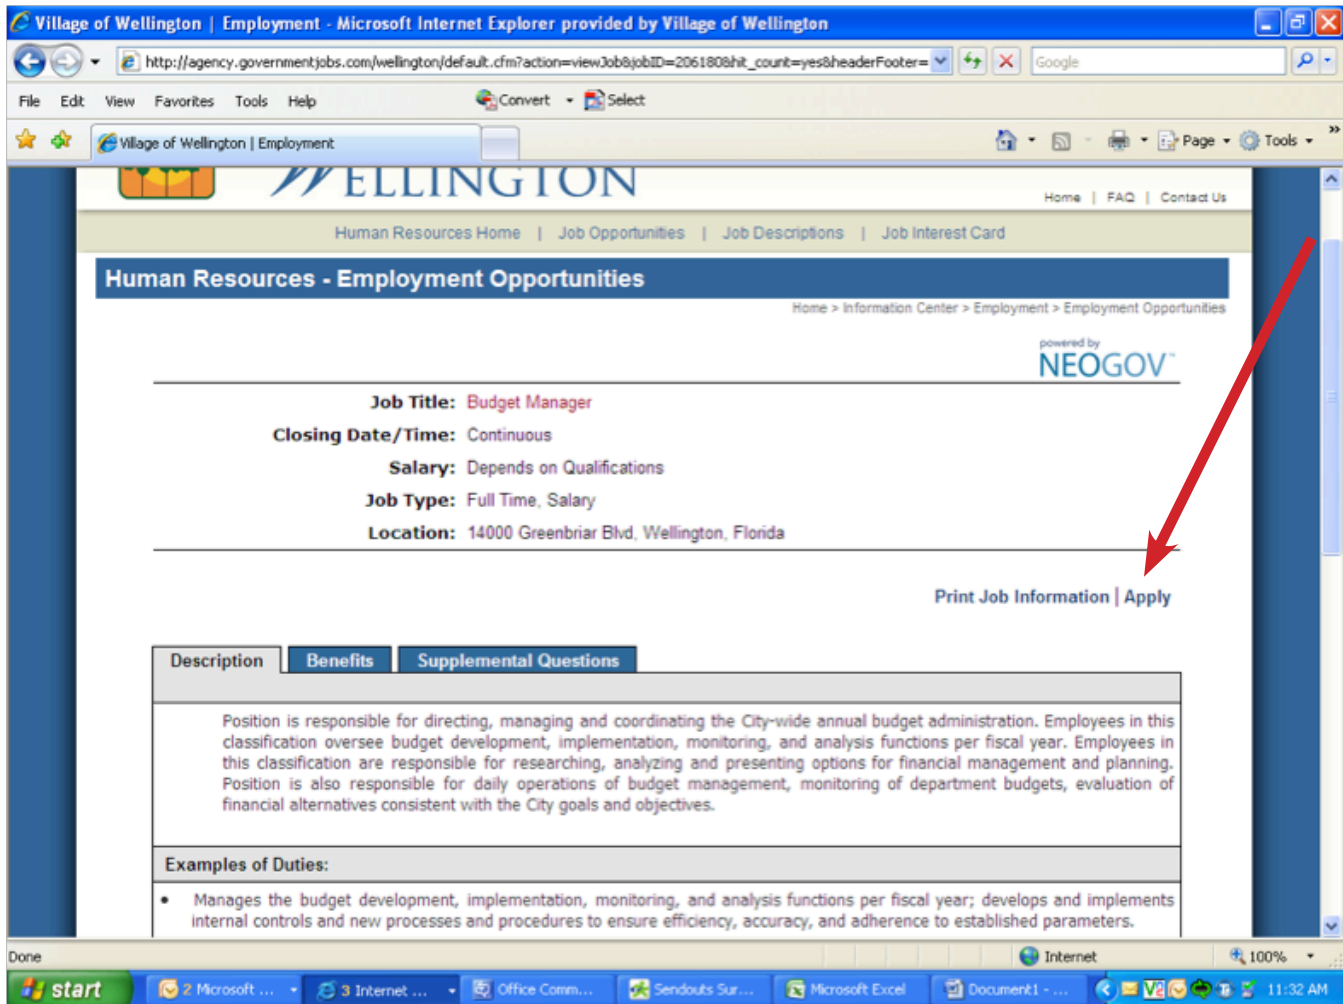 Village of Wellington | Employment - Microsoft Internet Explorer provided by Village of Wellington
http://agency.governmentjobs.com/wellington/default.cfm?action=viewJob&jobID=206180&hit_count=yes&headerFooter=
Google
File Edit View Favorites Tools Help Convert Select
Village of Wellington | Employment
Page Tools
WELLINGTON
Home | FAQ | Contact Us
Human Resources Home | Job Opportunities | Job Descriptions | Job Interest Card
Human Resources - Employment Opportunities
Home > Information Center > Employment > Employment Opportunities
powered by
NEOGOV™
Job Title: Budget Manager
Closing Date/Time: Continuous
Salary: Depends on Qualifications
Job Type: Full Time, Salary
Location: 14000 Greenbriar Blvd, Wellington, Florida
Print Job Information | Apply
Description Benefits Supplemental Questions
Position is responsible for directing, managing and coordinating the City-wide annual budget administration. Employees in this
classification oversee budget development, implementation, monitoring, and analysis functions per fiscal year. Employees in
this classification are responsible for researching, analyzing and presenting options for financial management and planning.
Position is also responsible for daily operations of budget management, monitoring of department budgets, evaluation of
financial alternatives consistent with the City goals and objectives.
Examples of Duties:
• Manages the budget development, implementation, monitoring, and analysis functions per fiscal year; develops and implements
internal controls and new processes and procedures to ensure efficiency, accuracy, and adherence to established parameters.
Done Internet 100%
start 2 Microsoft ... 3 Internet ... Office Comm... Sendouts Sur... Microsoft Excel Document1 - ... 11:32 AM